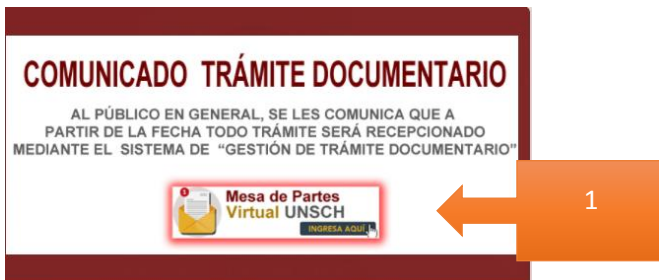 COMUNICADO TRÁMITE DOCUMENTARIO
AL PÚBLICO EN GENERAL, SE LES COMUNICA QUE A
PARTIR DE LA FECHA TODO TRÁMITE SERÁ RECEPCIONADO
MEDIANTE EL SISTEMA DE “GESTIÓN DE TRÁMITE DOCUMENTARIO”
1
Mesa de Partes
Virtual UNSCH
INGRESA AQUÍ
1